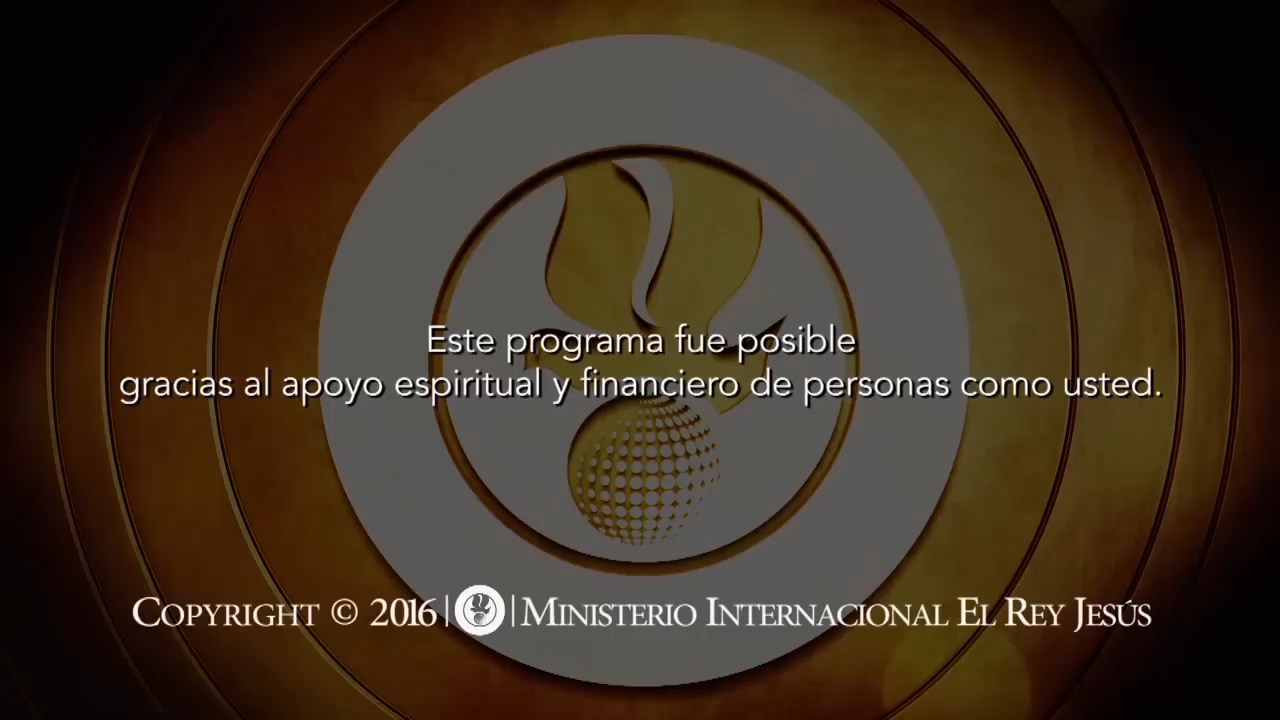 Este programa fue posible
gracias al apoyo espiritual y financiero de personas como usted.
COPYRIGHT © 2016 | | MINISTERIO INTERNACIONAL EL REY JESÚS